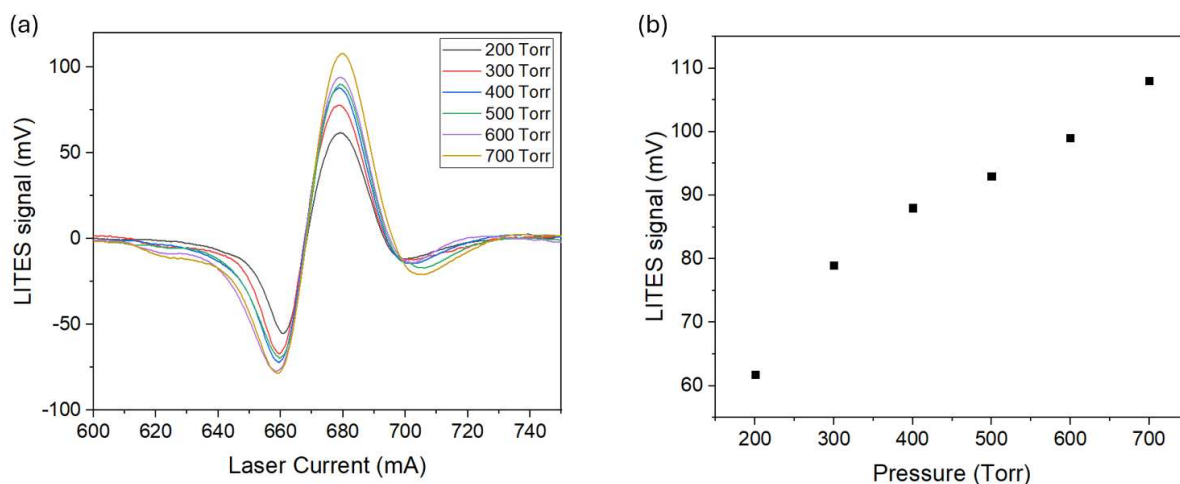 (a)
LITES signal (mV)
100
50
0
-50
-100
600 620 640 660 680 700 720 740
Laser Current (mA)
200 Torr
300 Torr
400 Torr
500 Torr
600 Torr
700 Torr
(b)
LITES signal (mV)
110
100
90
80
70
60
200 300 400 500 600 700
Pressure (Torr)